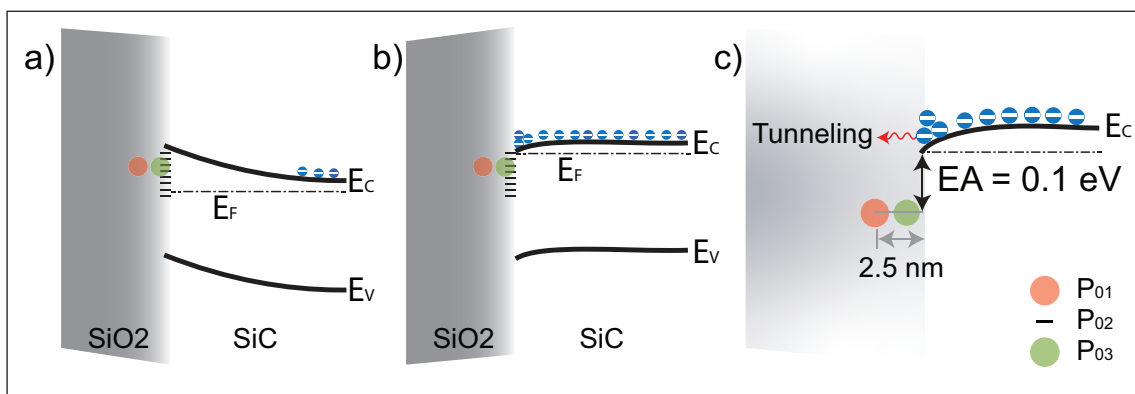 a)
EC
EF
EV
SiO2
SiC
b)
EC
EF
EV
SiO2
SiC
c)
Tunneling
EC
EA = 0.1 eV
2.5 nm
P01
P02
P03